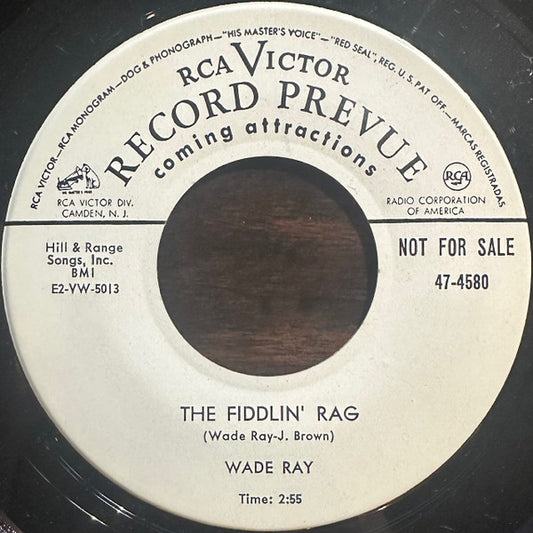 RCA VICTOR—RCA MONOGRAM—DOG & PHONOGRAPH—"HIS MASTER'S VOICE"—"RED SEAL", REG. U.S. PAT OFF.—MARCAS REGISTRADAS
RCA VICTOR
RECORD PREVUE
coming attractions
RCA VICTOR DIV.
CAMDEN, N. J.
RCA
RADIO CORPORATION
OF AMERICA
Hill & Range
Songs, Inc.
BMI
E2-VW-5013
NOT FOR SALE
47-4580
THE FIDDLIN' RAG
(Wade Ray-J. Brown)
WADE RAY
Time: 2:55